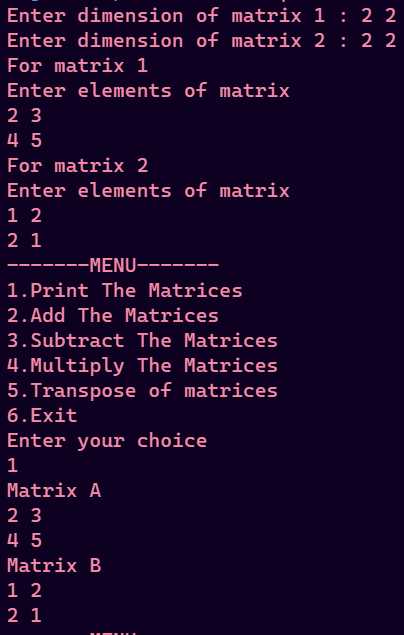 Enter dimension of matrix 1 : 2 2
Enter dimension of matrix 2 : 2 2
For matrix 1
Enter elements of matrix
2 3
4 5
For matrix 2
Enter elements of matrix
1 2
2 1
-------MENU-------
1.Print The Matrices
2.Add The Matrices
3.Subtract The Matrices
4.Multiply The Matrices
5.Transpose of matrices
6.Exit
Enter your choice
1
Matrix A
2 3
4 5
Matrix B
1 2
2 1